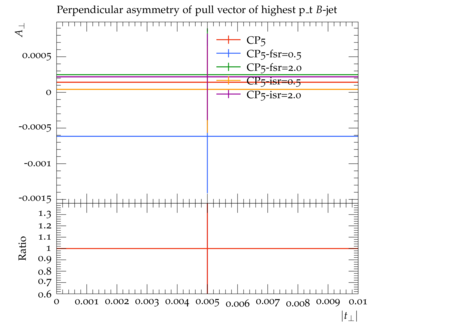 Perpendicular asymmetry of pull vector of highest p_t B-jet
A⊥
CP5
CP5-fsr=0.5
CP5-fsr=2.0
CP5-isr=0.5
CP5-isr=2.0
0.0005
0
-0.0005
-0.001
-0.0015
Ratio
1.3
1.2
1.1
1
0.9
0.8
0.7
0.6
0 0.001 0.002 0.003 0.004 0.005 0.006 0.007 0.008 0.009 0.01
|t⊥|